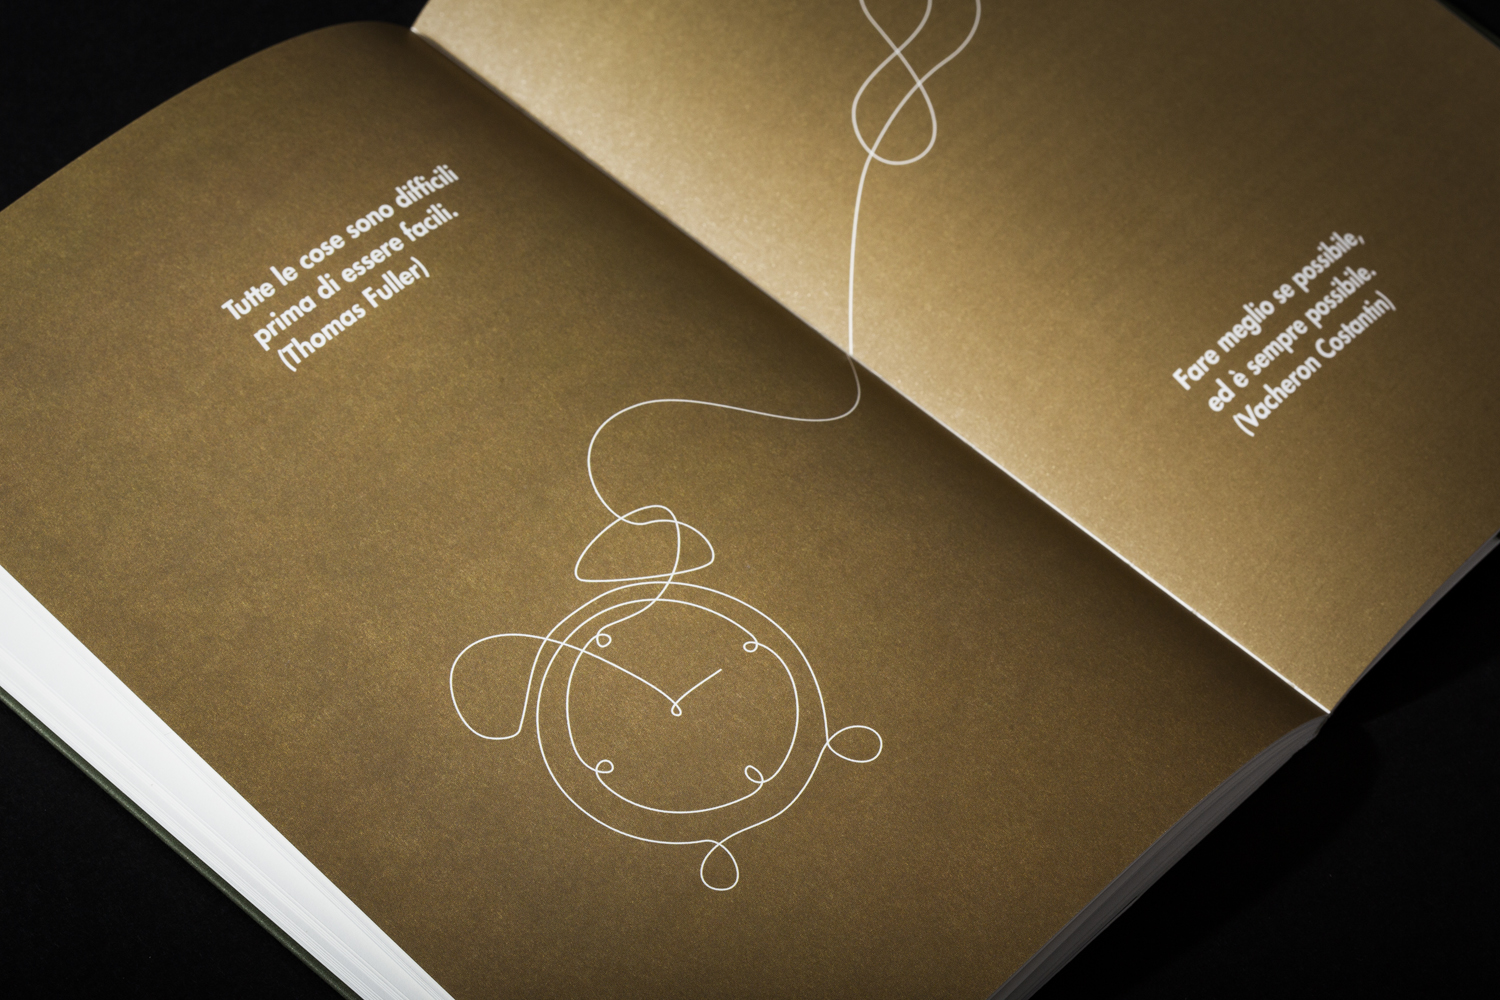 Tutte le cose sono difficili
prima di essere facili.
(Thomas Fuller)
Fare meglio se possibile,
ed è sempre possibile.
(Vacheron Costantin)